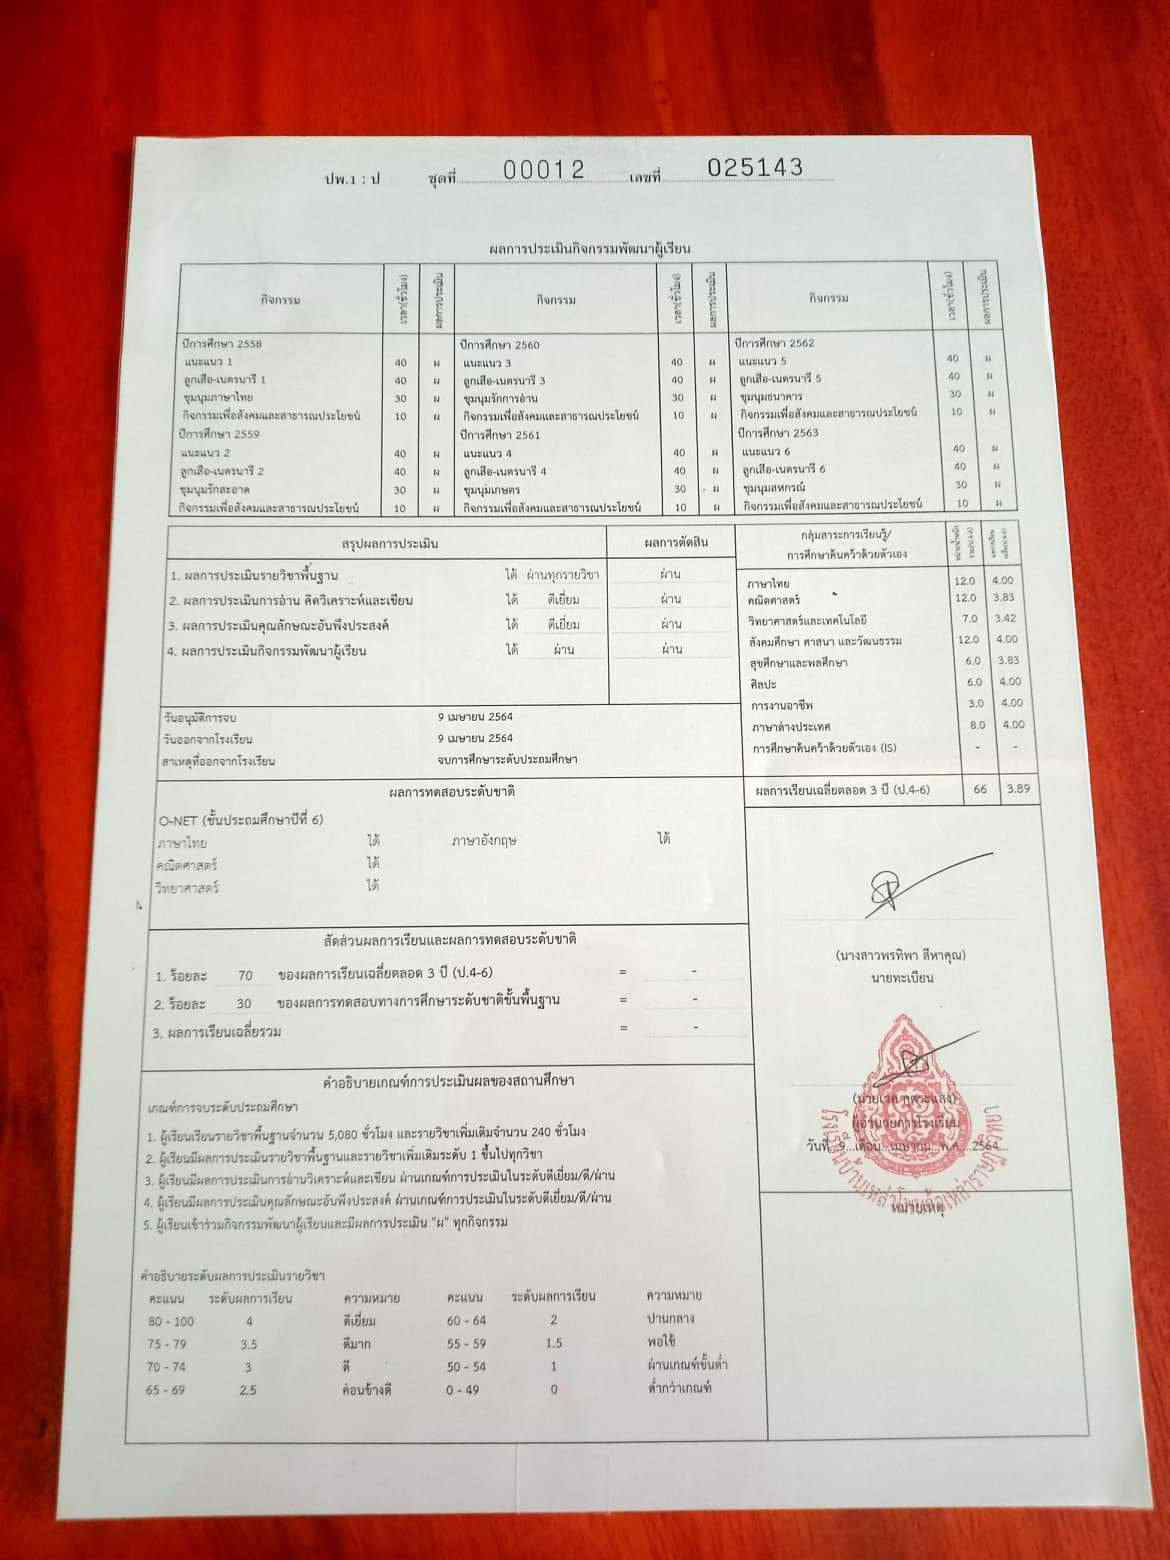 ปพ.1 : ป ชุดที่ 00012 เลขที่ 025143
ผลการประเมินกิจกรรมพัฒนาผู้เรียน
กิจกรรม เวลา(ชั่วโมง) ผลการประเมิน กิจกรรม เวลา(ชั่วโมง) ผลการประเมิน กิจกรรม เวลา(ชั่วโมง) ผลการประเมิน
ปีการศึกษา 2558 ปีการศึกษา 2560 ปีการศึกษา 2562
แนะแนว 1 40 ผ แนะแนว 3 40 ผ แนะแนว 5 40 ผ
ลูกเสือ-เนตรนารี 1 40 ผ ลูกเสือ-เนตรนารี 3 40 ผ ลูกเสือ-เนตรนารี 5 40 ผ
ชุมนุมภาษาไทย 30 ผ ชุมนุมรักการอ่าน 30 ผ ชุมนุมธนาคาร 30 ผ
กิจกรรมเพื่อสังคมและสาธารณประโยชน์ 10 ผ กิจกรรมเพื่อสังคมและสาธารณประโยชน์ 10 ผ กิจกรรมเพื่อสังคมและสาธารณประโยชน์ 10 ผ
ปีการศึกษา 2559 ปีการศึกษา 2561 ปีการศึกษา 2563
แนะแนว 2 40 ผ แนะแนว 4 40 ผ แนะแนว 6 40 ผ
ลูกเสือ-เนตรนารี 2 40 ผ ลูกเสือ-เนตรนารี 4 40 ผ ลูกเสือ-เนตรนารี 6 40 ผ
ชุมนุมรักสะอาด 30 ผ ชุมนุมเกษตร 30 ผ ชุมนุมสหกรณ์ 30 ผ
กิจกรรมเพื่อสังคมและสาธารณประโยชน์ 10 ผ กิจกรรมเพื่อสังคมและสาธารณประโยชน์ 10 ผ กิจกรรมเพื่อสังคมและสาธารณประโยชน์ 10 ผ
สรุปผลการประเมิน ผลการตัดสิน
1. ผลการประเมินรายวิชาพื้นฐาน ได้ ผ่านทุกรายวิชา ผ่าน
2. ผลการประเมินการอ่าน คิดวิเคราะห์และเขียน ได้ ดีเยี่ยม ผ่าน
3. ผลการประเมินคุณลักษณะอันพึงประสงค์ ได้ ดีเยี่ยม ผ่าน
4. ผลการประเมินกิจกรรมพัฒนาผู้เรียน ได้ ผ่าน ผ่าน
กลุ่มสาระการเรียนรู้/
การศึกษาค้นคว้าด้วยตัวเอง
ภาษาไทย 12.0 4.00
คณิตศาสตร์ 12.0 3.83
วิทยาศาสตร์และเทคโนโลยี 7.0 3.42
สังคมศึกษา ศาสนา และวัฒนธรรม 12.0 4.00
สุขศึกษาและพลศึกษา 6.0 3.83
ศิลปะ 6.0 4.00
การงานอาชีพ 3.0 4.00
ภาษาต่างประเทศ 8.0 4.00
การศึกษาค้นคว้าด้วยตัวเอง (IS) - -
ผลการเรียนเฉลี่ยตลอด 3 ปี (ป.4-6) 66 3.89
วันอนุมัติการจบ 9 เมษายน 2564
วันออกจากโรงเรียน 9 เมษายน 2564
สาเหตุที่ออกจากโรงเรียน จบการศึกษาระดับประถมศึกษา
ผลการทดสอบระดับชาติ
O-NET (ชั้นประถมศึกษาปีที่ 6)
ภาษาไทย ได้ ภาษาอังกฤษ ได้
คณิตศาสตร์ ได้
วิทยาศาสตร์ ได้
สัดส่วนผลการเรียนและผลการทดสอบระดับชาติ
1. ร้อยละ 70 ของผลการเรียนเฉลี่ยตลอด 3 ปี (ป.4-6) = -
2. ร้อยละ 30 ของผลการทดสอบทางการศึกษาระดับชาติขั้นพื้นฐาน = -
3. ผลการเรียนเฉลี่ยรวม = -
(นางสาวพรทิพา สีหาคุณ)
นายทะเบียน
ผู้อำนวยการโรงเรียน
วันที่ 9 เดือน เมษายน พ.ศ. 2564
หมายเหตุ
คำอธิบายเกณฑ์การประเมินผลของสถานศึกษา
เกณฑ์การจบระดับประถมศึกษา
1. ผู้เรียนเรียนรายวิชาพื้นฐานจำนวน 5,080 ชั่วโมง และรายวิชาเพิ่มเติมจำนวน 240 ชั่วโมง
2. ผู้เรียนมีผลการประเมินรายวิชาพื้นฐานและรายวิชาเพิ่มเติมระดับ 1 ขึ้นไปทุกวิชา
3. ผู้เรียนมีผลการประเมินการอ่านวิเคราะห์และเขียน ผ่านเกณฑ์การประเมินในระดับดีเยี่ยม/ดี/ผ่าน
4. ผู้เรียนมีผลการประเมินคุณลักษณะอันพึงประสงค์ ผ่านเกณฑ์การประเมินในระดับดีเยี่ยม/ดี/ผ่าน
5. ผู้เรียนเข้าร่วมกิจกรรมพัฒนาผู้เรียนและมีผลการประเมิน "ผ" ทุกกิจกรรม
คำอธิบายระดับผลการประเมินรายวิชา
คะแนน ระดับผลการเรียน ความหมาย คะแนน ระดับผลการเรียน ความหมาย
80 - 100 4 ดีเยี่ยม 60 - 64 2 ปานกลาง
75 - 79 3.5 ดีมาก 55 - 59 1.5 พอใช้
70 - 74 3 ดี 50 - 54 1 ผ่านเกณฑ์ขั้นต่ำ
65 - 69 2.5 ค่อนข้างดี 0 - 49 0 ต่ำกว่าเกณฑ์